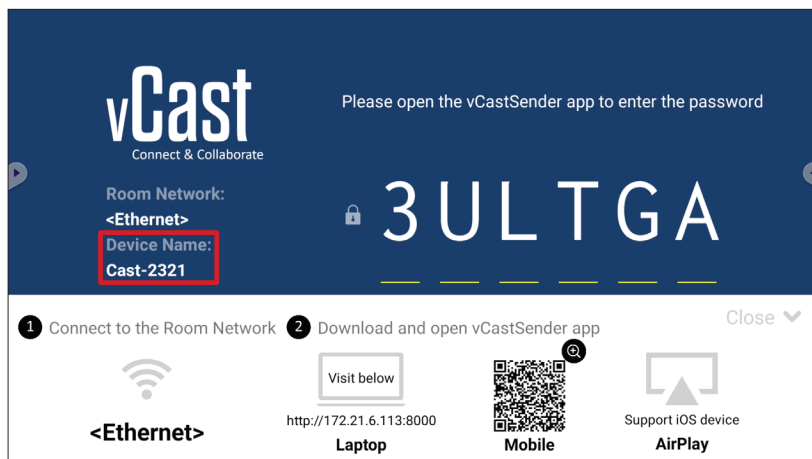 vCast
Connect & Collaborate
Please open the vCastSender app to enter the password
Room Network:
<Ethernet>
Device Name:
Cast-2321
3ULTGA
1 Connect to the Room Network
2 Download and open vCastSender app
Close
<Ethernet>
Visit below
http://172.21.6.113:8000
Laptop
Mobile
Support iOS device
AirPlay